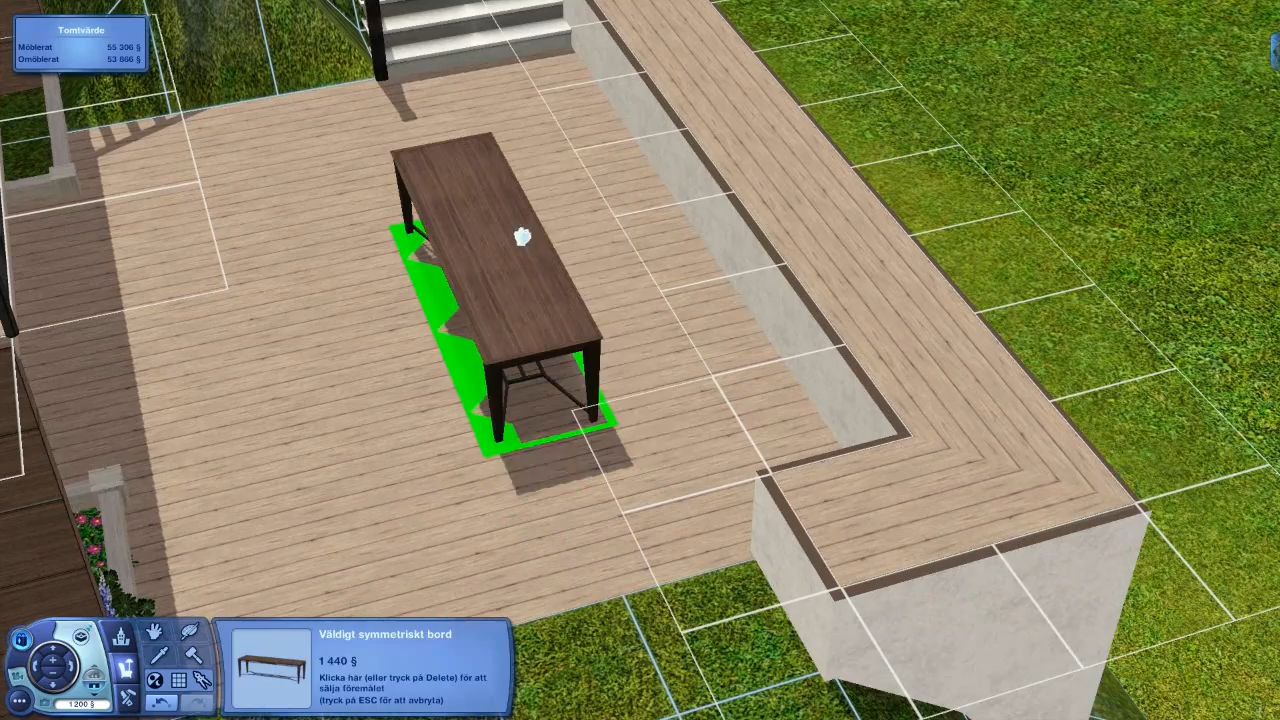 Tomtvärde
Möblerat 55 306 §
Omöblerat 53 866 §
Väldigt symmetriskt bord
1 440 §
Klicka här (eller tryck på Delete) för att
sälja föremålet
(tryck på ESC för att avbryta)
1 200 §